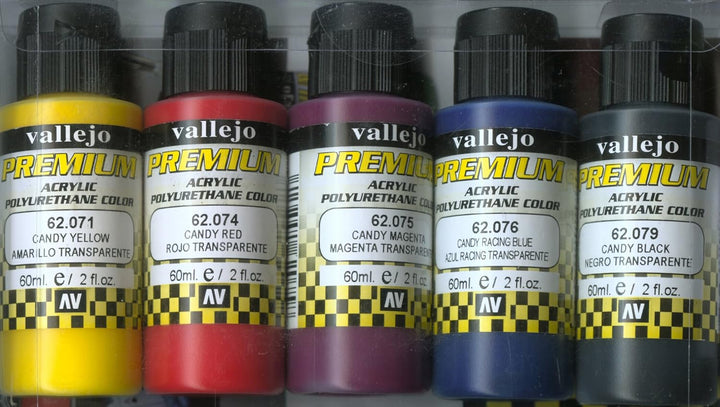 vallejo
PREMIUM
ACRYLIC
POLYURETHANE COLOR
62.071
CANDY YELLOW
AMARILLO TRANSPARENTE
60ml. e / 2 fl.oz.
AV
vallejo
PREMIUM
ACRYLIC
POLYURETHANE COLOR
62.074
CANDY RED
ROJO TRANSPARENTE
60ml. e / 2 fl.oz.
AV
vallejo
PREMIUM
ACRYLIC
POLYURETHANE COLOR
62.075
CANDY MAGENTA
MAGENTA TRANSPARENTE
60ml. e / 2 fl.oz.
AV
vallejo
PREMIUM
ACRYLIC
POLYURETHANE COLOR
62.076
CANDY RACING BLUE
AZUL RACING TRANSPARENTE
60ml. e / 2 fl.oz.
AV
vallejo
PREMIUM
ACRYLIC
POLYURETHANE COLOR
62.079
CANDY BLACK
NEGRO TRANSPARENTE
60ml. e / 2 fl.oz.
AV